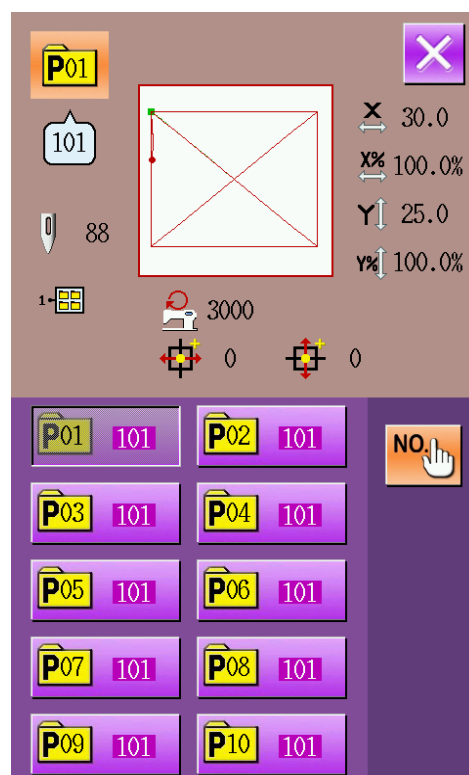 P01
X 30.0
101
X% 100.0%
Y 25.0
88
Y% 100.0%
1
3000
0 0
P01 101 P02 101
NO.
P03 101 P04 101
P05 101 P06 101
P07 101 P08 101
P09 101 P10 101